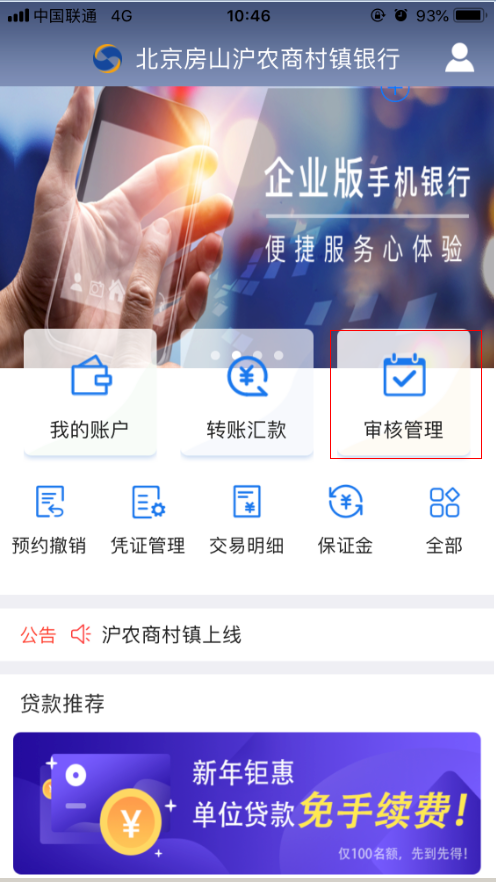 中国联通 4G 10:46 93%
北京房山沪农商村镇银行
企业版手机银行
便捷服务心体验
我的账户 转账汇款 审核管理
预约撤销 凭证管理 交易明细 保证金 全部
公告 沪农商村镇上线
贷款推荐
新年钜惠
单位贷款免手续费!
仅100名额，先到先得!